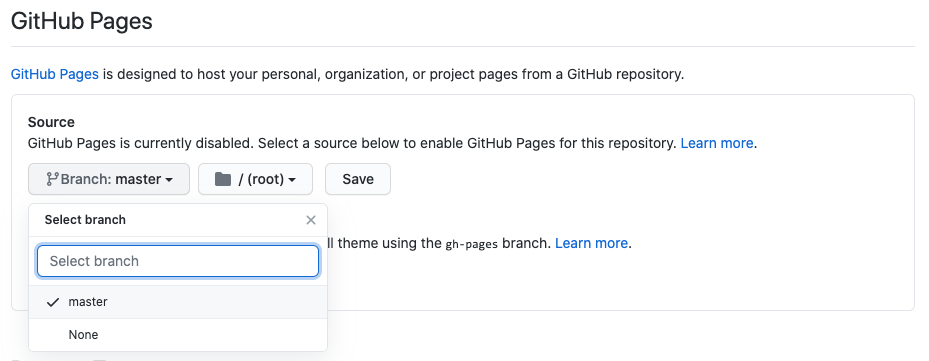 GitHub Pages
GitHub Pages is designed to host your personal, organization, or project pages from a GitHub repository.
Source
GitHub Pages is currently disabled. Select a source below to enable GitHub Pages for this repository. Learn more.
Branch: master
/ (root)
Save
Select branch
theme using the gh-pages branch. Learn more.
Select branch
master
None